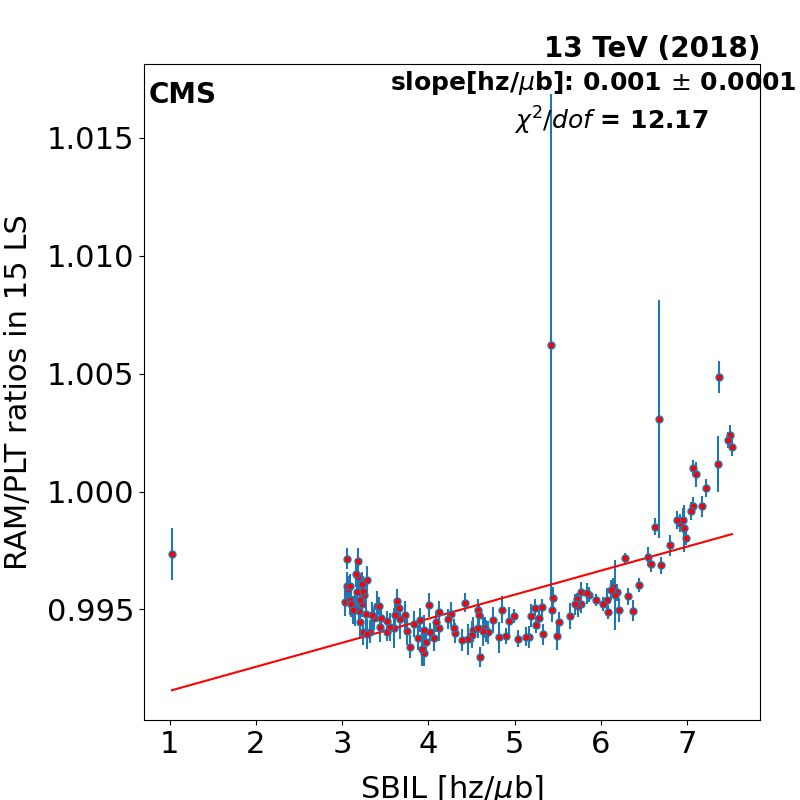 13 TeV (2018)
CMS
slope[hz/μb]: 0.001 ± 0.0001
χ²/dof = 12.17
RAM/PLT ratios in 15 LS
1.015
1.010
1.005
1.000
0.995
1 2 3 4 5 6 7
SBIL [hz/μb]